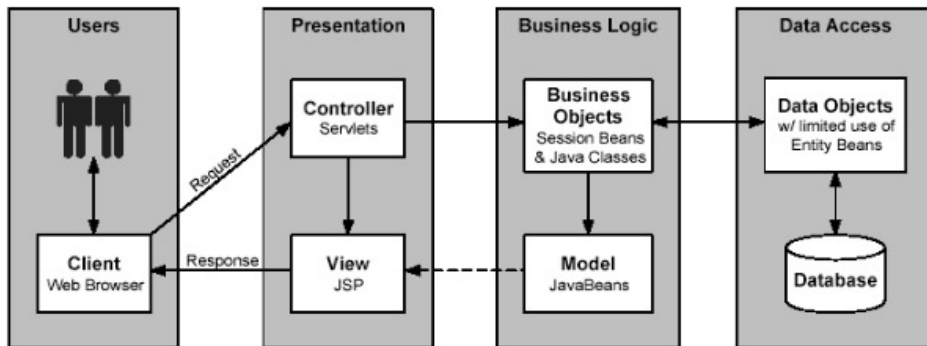 Users
Presentation
Business Logic
Data Access
Controller
Servlets
Business
Objects
Session Beans
& Java Classes
Data Objects
w/ limited use of
Entity Beans
Request
Client
Web Browser
Response
View
JSP
Model
JavaBeans
Database